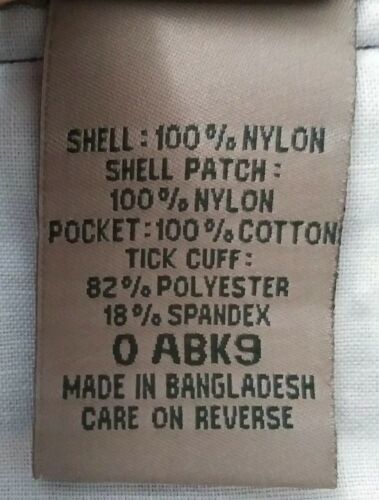 SHELL: 100% NYLON
SHELL PATCH:
100% NYLON
POCKET: 100% COTTON
TICK CUFF:
82% POLYESTER
18% SPANDEX
0 ABK9
MADE IN BANGLADESH
CARE ON REVERSE